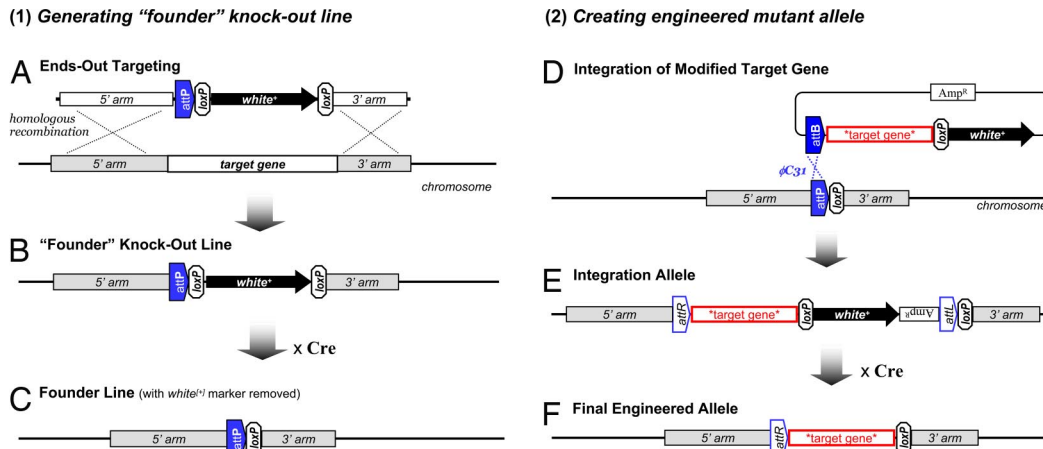 (1) Generating “founder” knock-out line
A Ends-Out Targeting
5’ arm attP loxP white+ loxP 3’ arm
homologous
recombination
5’ arm target gene 3’ arm
chromosome
B “Founder” Knock-Out Line
5’ arm attP loxP white+ loxP 3’ arm
x Cre
C Founder Line (with white[+] marker removed)
5’ arm attP loxP 3’ arm
(2) Creating engineered mutant allele
D Integration of Modified Target Gene
AmpR
attB *target gene* loxP white+
ϕC31
5’ arm attP loxP 3’ arm
chromosome
E Integration Allele
5’ arm attR *target gene* loxP white+ AmpR attL loxP 3’ arm
x Cre
F Final Engineered Allele
5’ arm attR *target gene* loxP 3’ arm